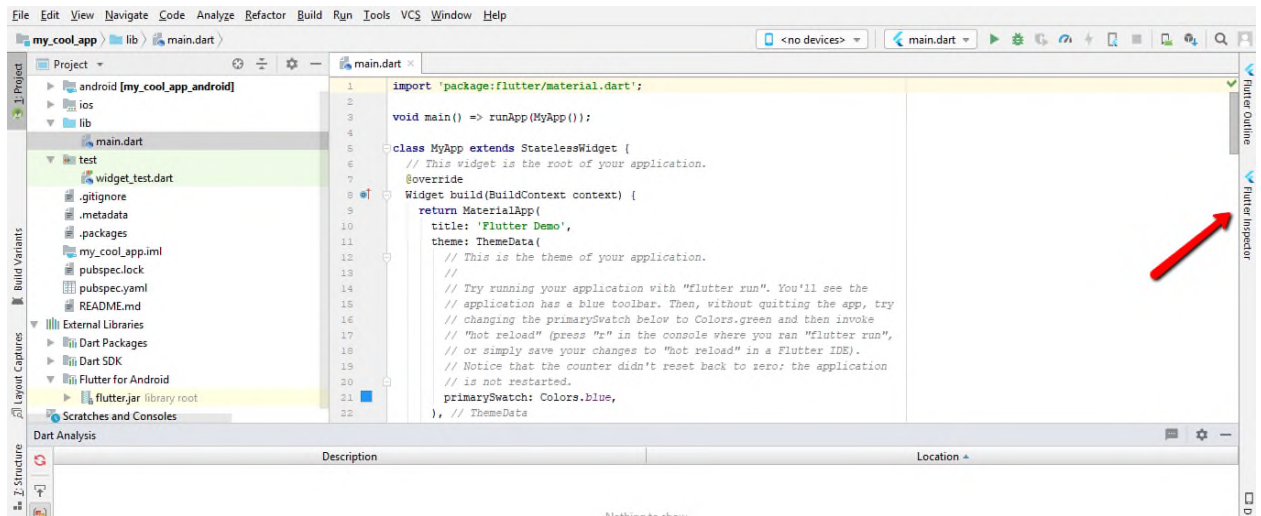 File Edit View Navigate Code Analyze Refactor Build Run Tools VCS Window Help
my_cool_app lib main.dart
<no devices> main.dart
1: Project
Build Variants
Layout Captures
Z: Structure
Project
android [my_cool_app_android]
ios
lib
main.dart
test
widget_test.dart
.gitignore
.metadata
.packages
my_cool_app.iml
pubspec.lock
pubspec.yaml
README.md
External Libraries
Dart Packages
Dart SDK
Flutter for Android
flutter.jar library root
Scratches and Consoles
main.dart
1 import 'package:flutter/material.dart';
2
3 void main() => runApp(MyApp());
4
5 class MyApp extends StatelessWidget {
6 // This widget is the root of your application.
7 @override
8 Widget build(BuildContext context) {
9 return MaterialApp(
10 title: 'Flutter Demo',
11 theme: ThemeData(
12 // This is the theme of your application.
13 //
14 // Try running your application with "flutter run". You'll see the
15 // application has a blue toolbar. Then, without quitting the app, try
16 // changing the primarySwatch below to Colors.green and then invoke
17 // "hot reload" (press "r" in the console where you ran "flutter run",
18 // or simply save your changes to "hot reload" in a Flutter IDE).
19 // Notice that the counter didn't reset back to zero; the application
20 // is not restarted.
21 primarySwatch: Colors.blue,
22 ), // ThemeData
Flutter Outline
Flutter Inspector
Dart Analysis
Description Location
Nothing to show